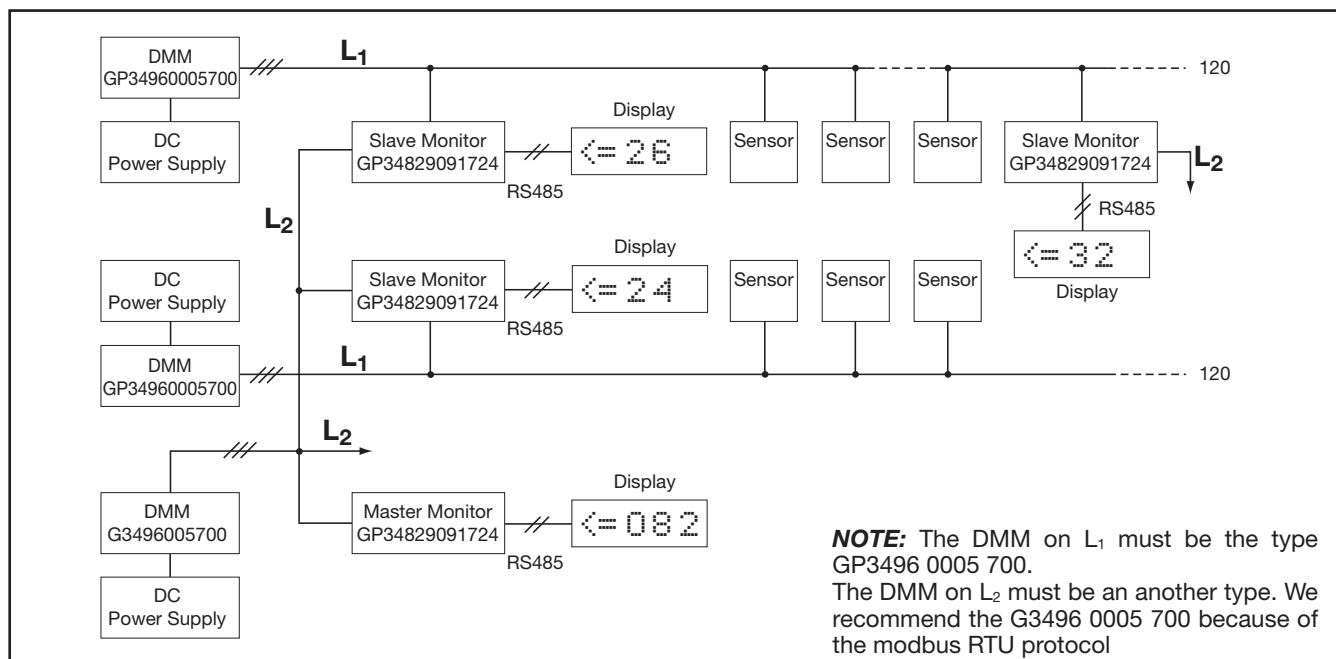 DMM
GP34960005700
L1
120
DC
Power Supply
Slave Monitor
GP34829091724
RS485
Display
<=26
Sensor
Sensor
Sensor
Slave Monitor
GP34829091724
L2
RS485
<=32
Display
L2
DC
Power Supply
DMM
GP34960005700
L1
120
Slave Monitor
GP34829091724
RS485
Display
<=24
Sensor
Sensor
Sensor
L2
DMM
G3496005700
DC
Power Supply
Master Monitor
GP34829091724
RS485
Display
<=082
NOTE: The DMM on L1 must be the type
GP3496 0005 700.
The DMM on L2 must be an another type. We
recommend the G3496 0005 700 because of
the modbus RTU protocol